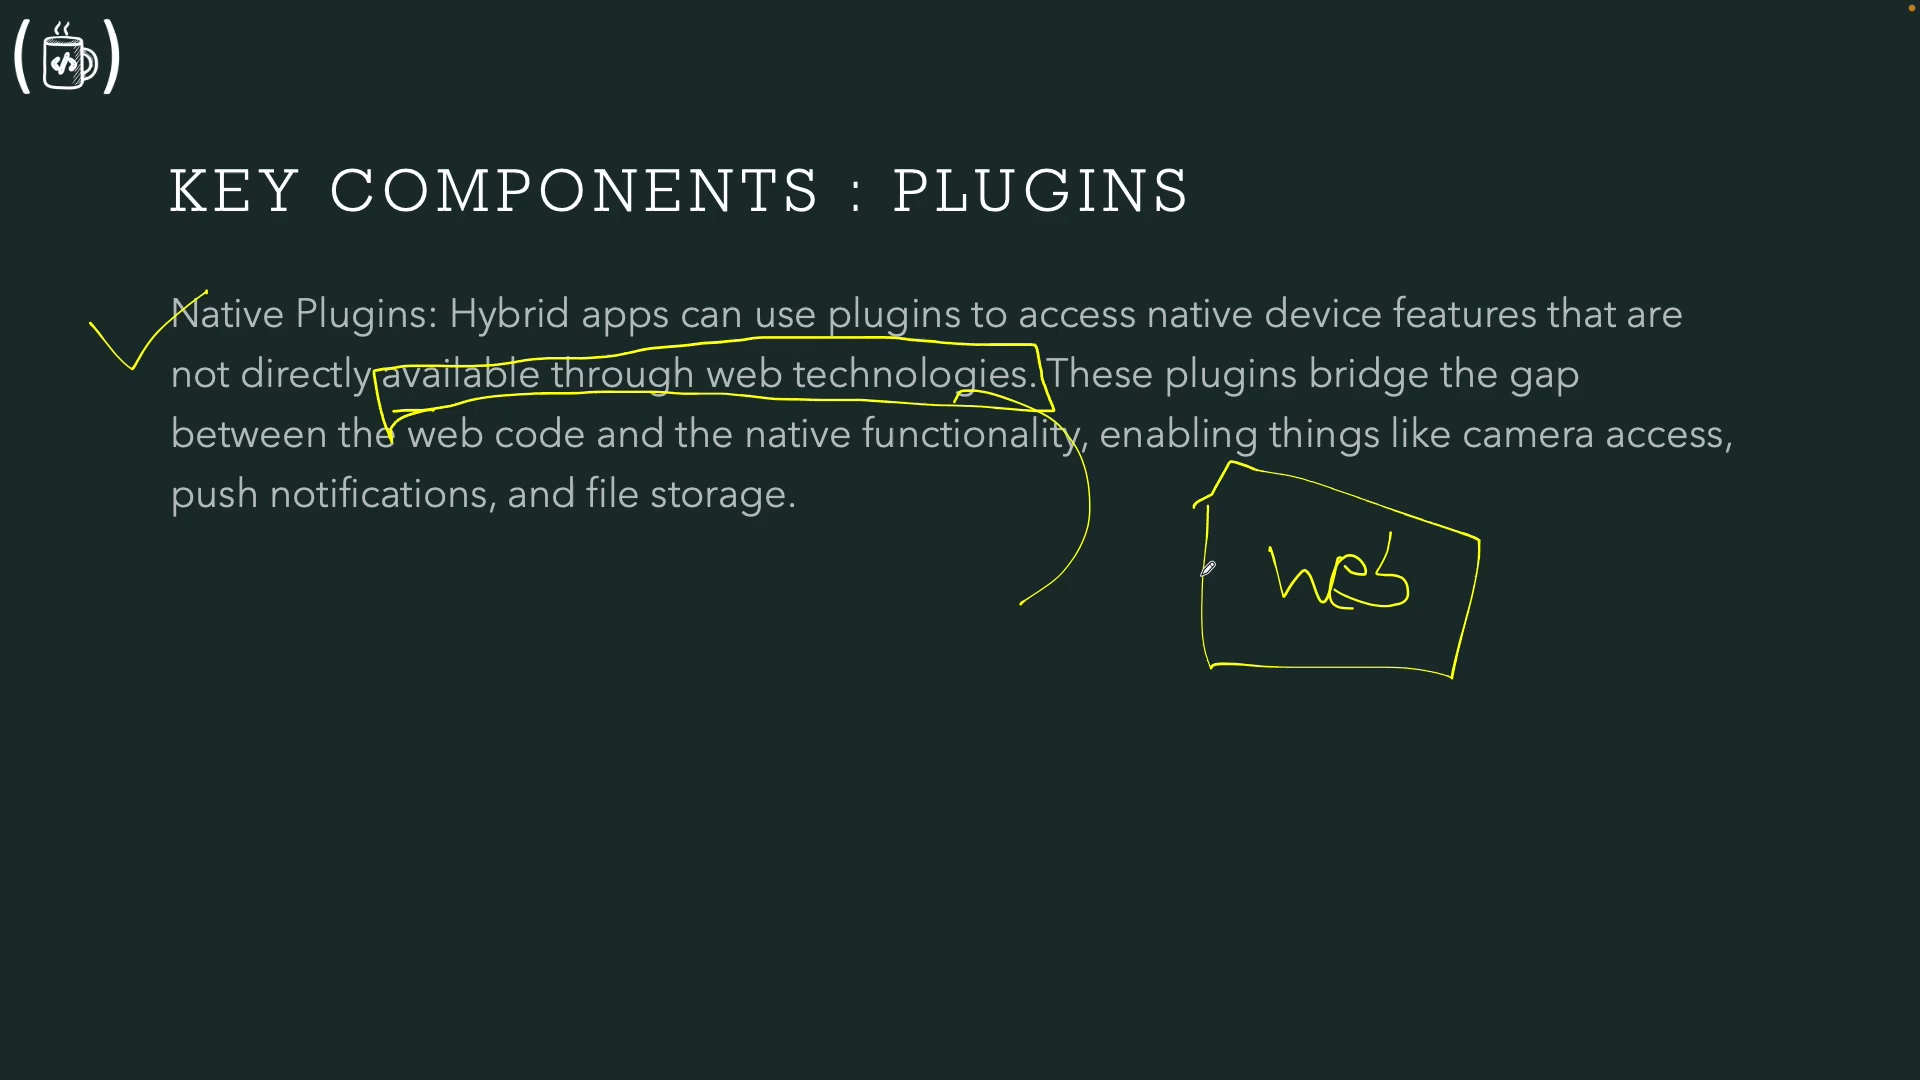 KEY COMPONENTS : PLUGINS
Native Plugins: Hybrid apps can use plugins to access native device features that are
not directly available through web technologies. These plugins bridge the gap
between the web code and the native functionality, enabling things like camera access,
push notifications, and file storage.
web